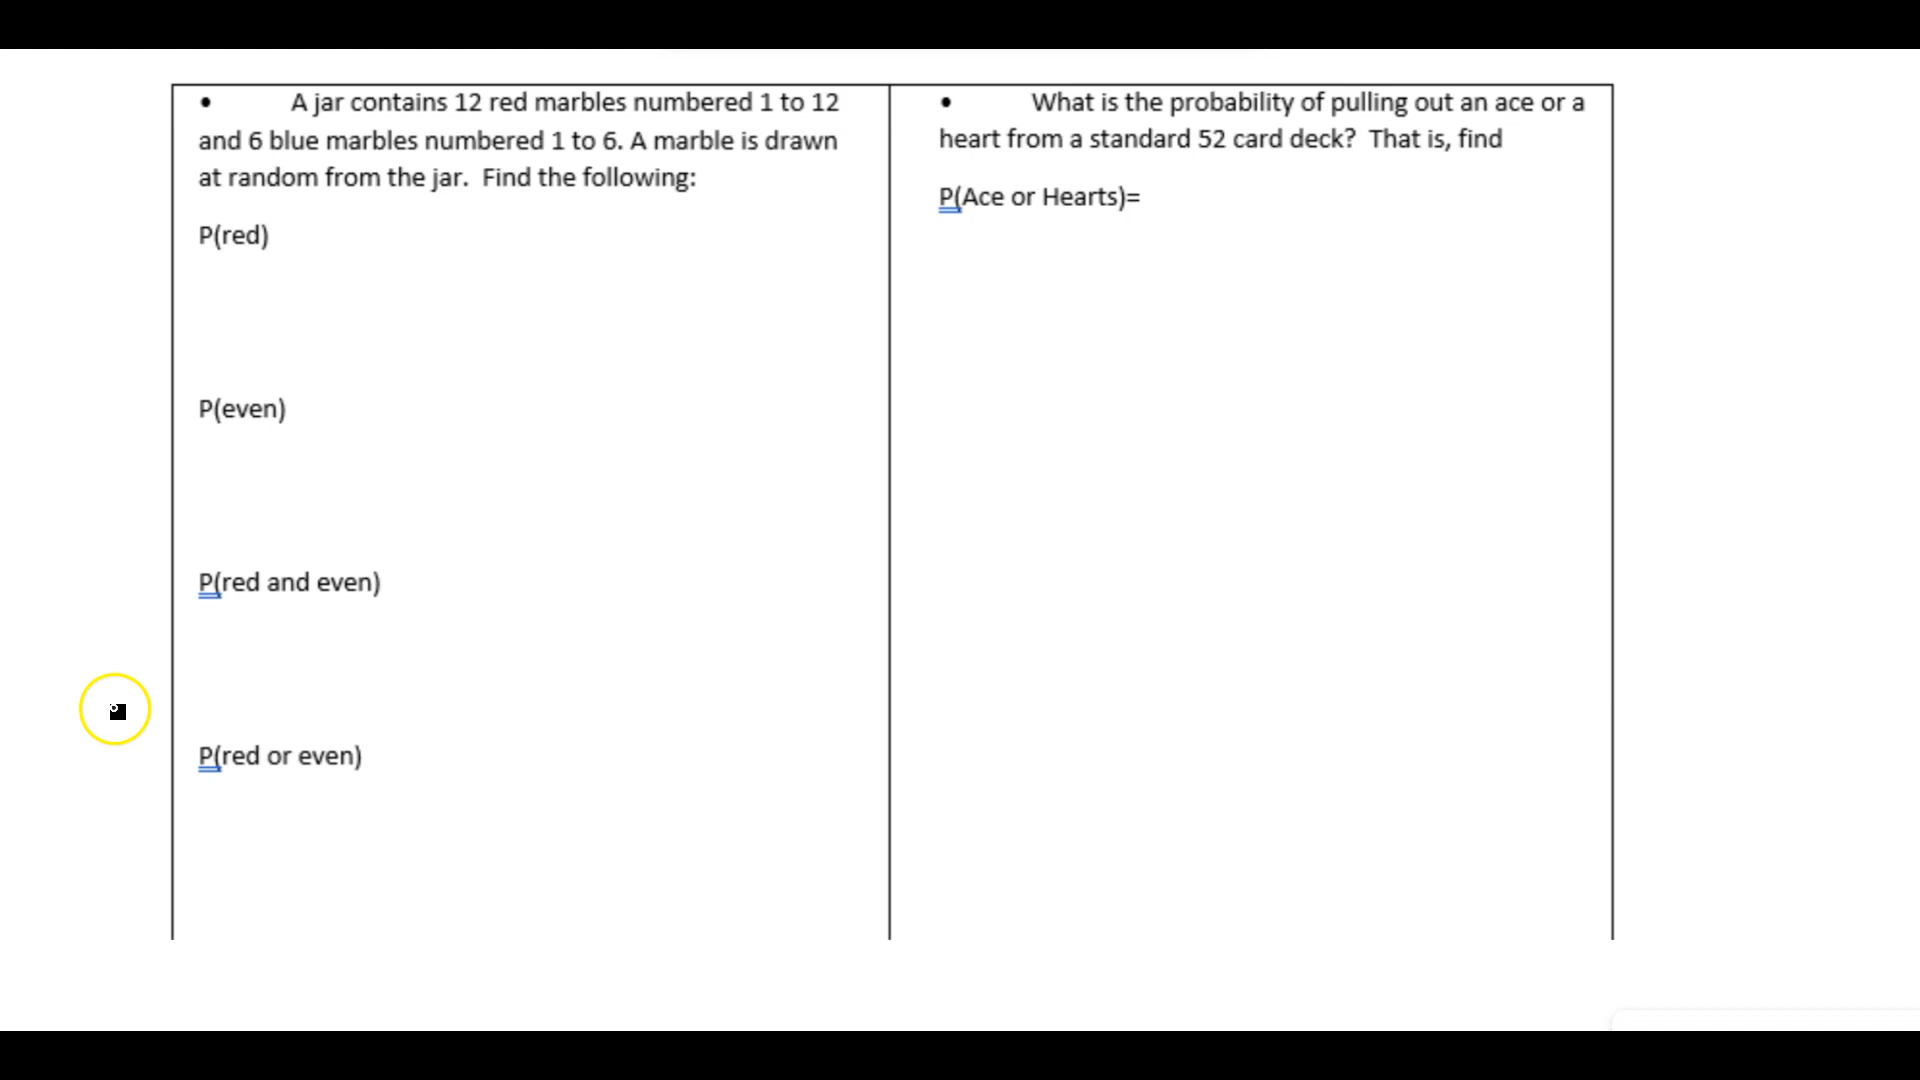 • A jar contains 12 red marbles numbered 1 to 12
and 6 blue marbles numbered 1 to 6. A marble is drawn
at random from the jar.  Find the following:
P(red)
P(even)
P(red and even)
P(red or even)
• What is the probability of pulling out an ace or a
heart from a standard 52 card deck?  That is, find
P(Ace or Hearts)=